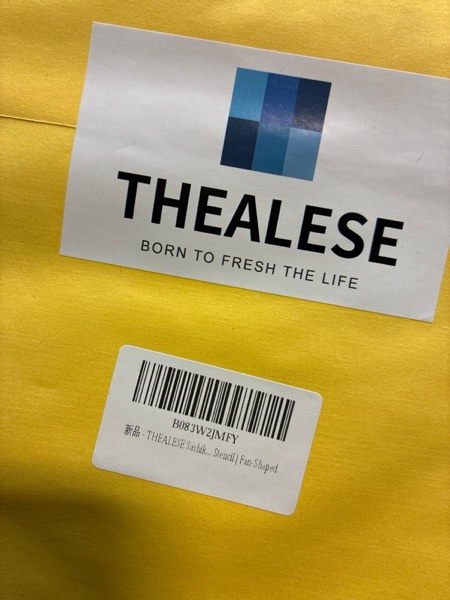 THEALESE
BORN TO FRESH THE LIFE
B083W2JMFY
新品 - THEALESE Sashik... Stencil | Fan-Shaped